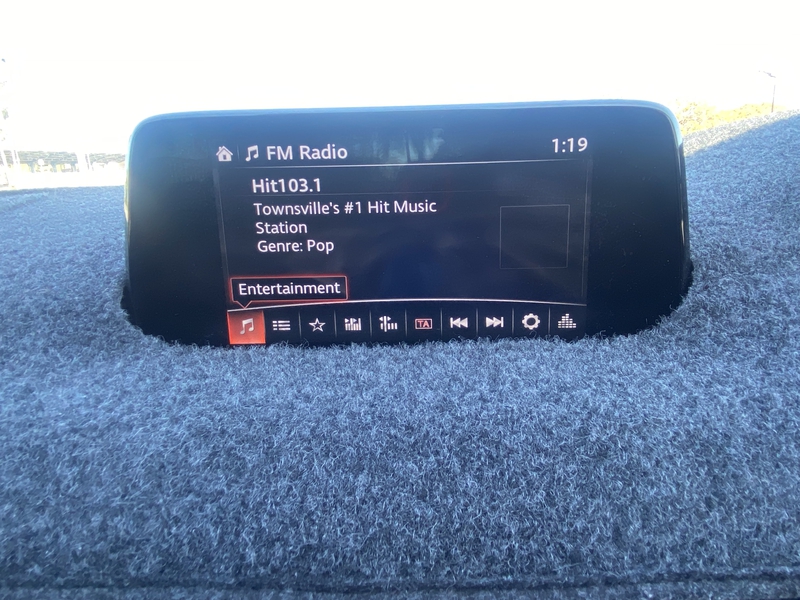 FM Radio
1:19
Hit103.1
Townsville's #1 Hit Music
Station
Genre: Pop
Entertainment
TA